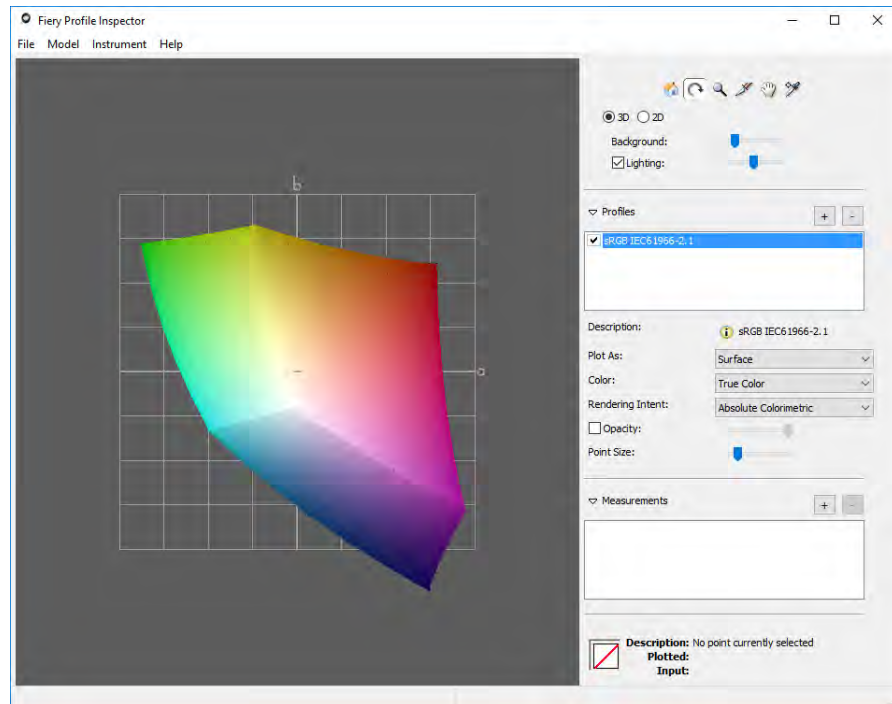 Fiery Profile Inspector
File Model Instrument Help
3D 2D
Background:
Lighting:
b
a
Profiles
+ -
sRGB IEC61966-2.1
Description: sRGB IEC61966-2.1
Plot As: Surface
Color: True Color
Rendering Intent: Absolute Colorimetric
Opacity:
Point Size:
Measurements
+ -
Description: No point currently selected
Plotted:
Input: